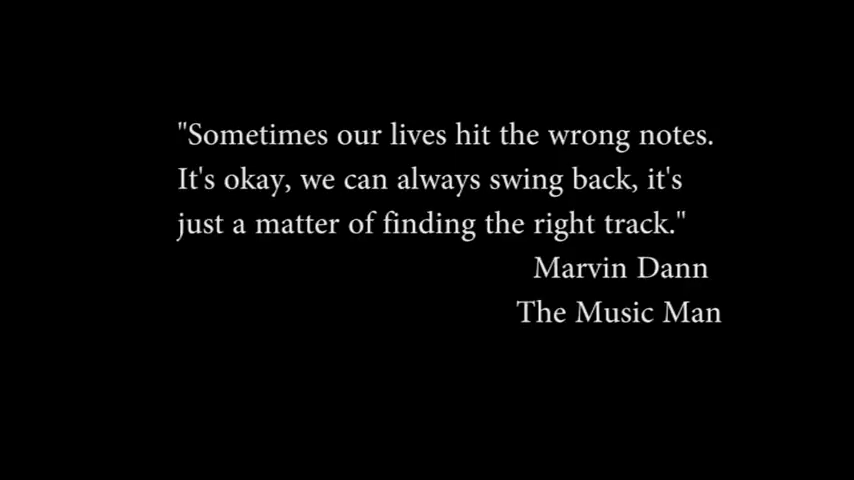 "Sometimes our lives hit the wrong notes.
It's okay, we can always swing back, it's
just a matter of finding the right track."
Marvin Dann
The Music Man